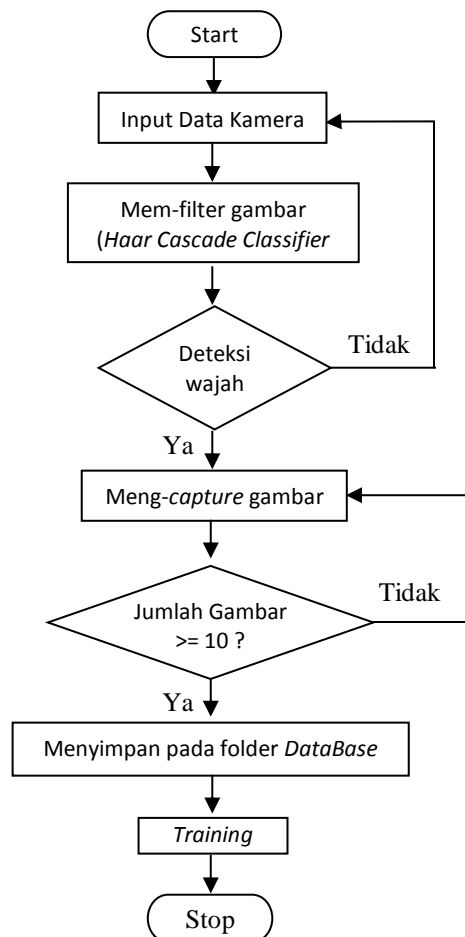 Start
Input Data Kamera
Mem-filter gambar
(Haar Cascade Classifier
Deteksi
wajah
Tidak
Ya
Meng-capture gambar
Jumlah Gambar
>= 10 ?
Tidak
Ya
Menyimpan pada folder DataBase
Training
Stop